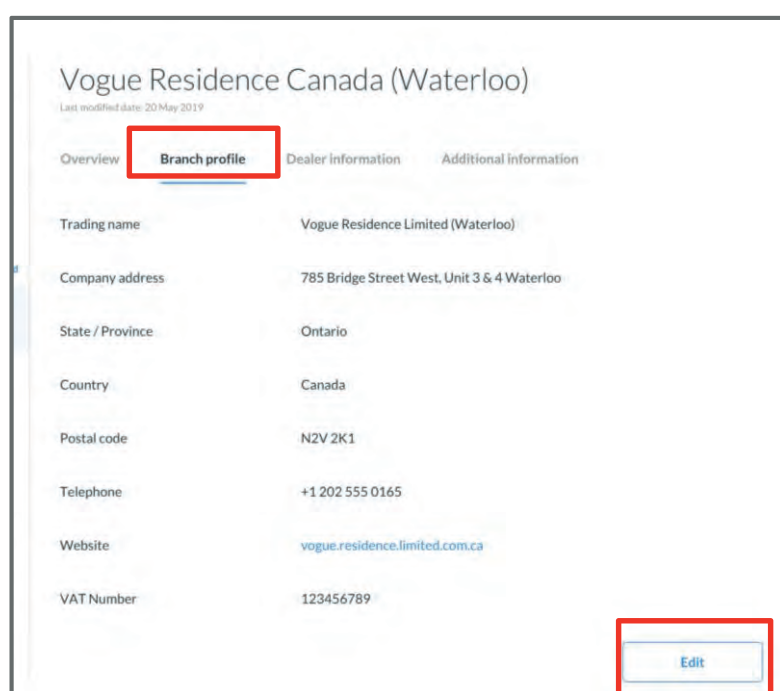 Vogue Residence Canada (Waterloo)
Last modified date: 20 May 2019
Overview Branch profile Dealer information Additional information
Trading name Vogue Residence Limited (Waterloo)
Company address 785 Bridge Street West, Unit 3 & 4 Waterloo
State / Province Ontario
Country Canada
Postal code N2V 2K1
Telephone +1 202 555 0165
Website vogue.residence.limited.com.ca
VAT Number 123456789
Edit